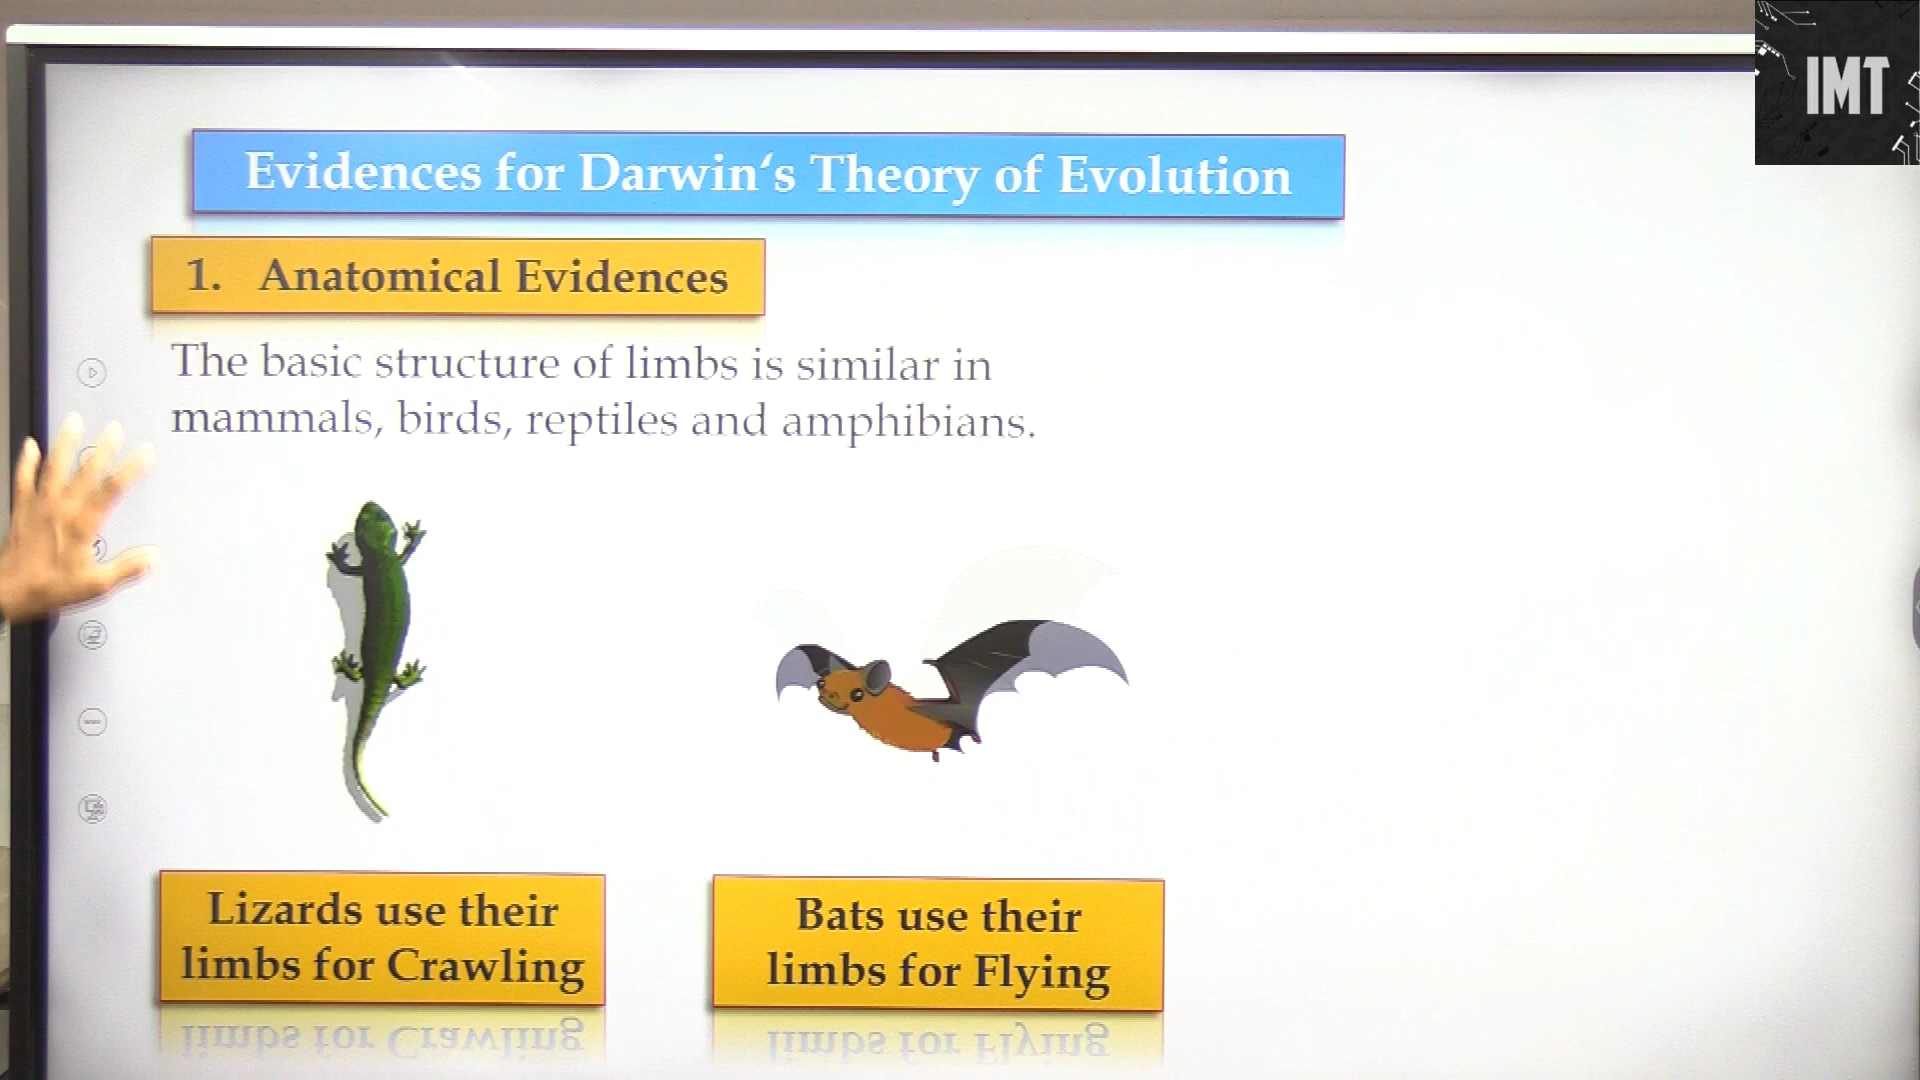 IMT
Evidences for Darwin‘s Theory of Evolution
1. Anatomical Evidences
The basic structure of limbs is similar in
mammals, birds, reptiles and amphibians.
Lizards use their
limbs for Crawling
Bats use their
limbs for Flying